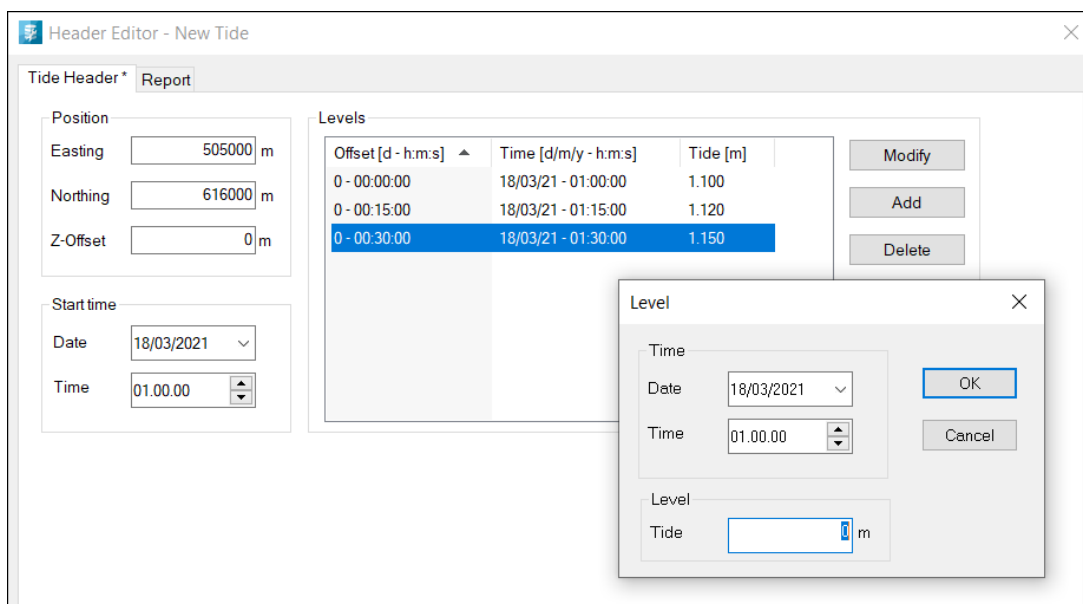 Header Editor - New Tide
Tide Header * Report
Position
Easting 505000 m
Northing 616000 m
Z-Offset 0 m
Start time
Date 18/03/2021
Time 01.00.00
Levels
Offset [d - h:m:s] Time [d/m/y - h:m:s] Tide [m]
0 - 00:00:00 18/03/21 - 01:00:00 1.100
0 - 00:15:00 18/03/21 - 01:15:00 1.120
0 - 00:30:00 18/03/21 - 01:30:00 1.150
Modify
Add
Delete
Level
Time
Date 18/03/2021
Time 01.00.00
OK
Cancel
Level
Tide 0 m